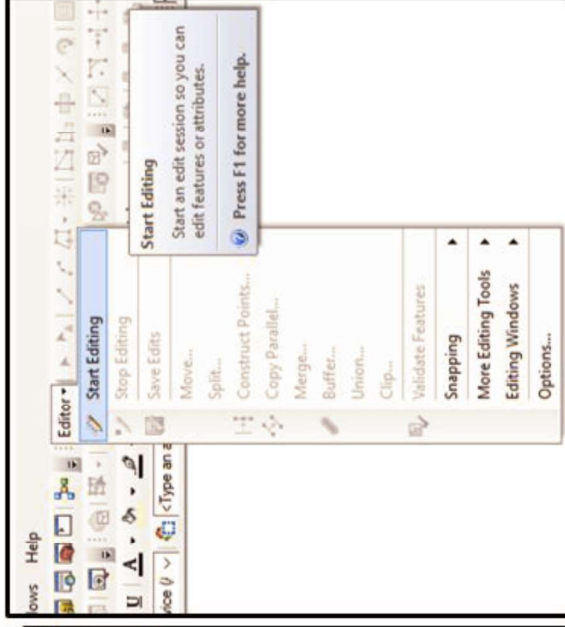 ows Help
Editor
U A
vice
<Type an a
Start Editing
Stop Editing
Save Edits
Move...
Split...
Construct Points...
Copy Parallel...
Merge...
Buffer...
Union...
Clip...
Validate Features
Snapping
More Editing Tools
Editing Windows
Options...
Start Editing
Start an edit session so you can
edit features or attributes.
Press F1 for more help.